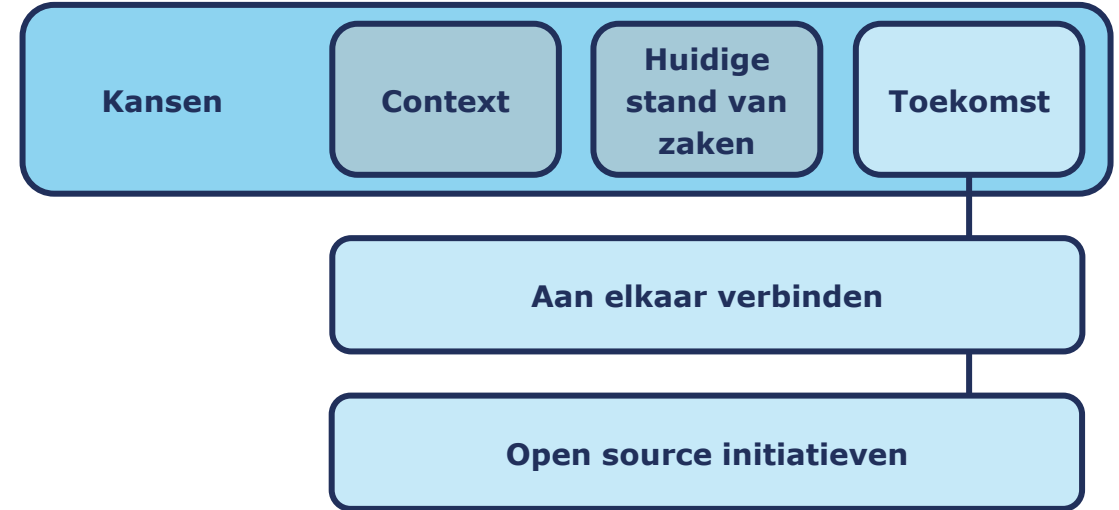 Kansen
Context
Huidige
stand van
zaken
Toekomst
Aan elkaar verbinden
Open source initiatieven